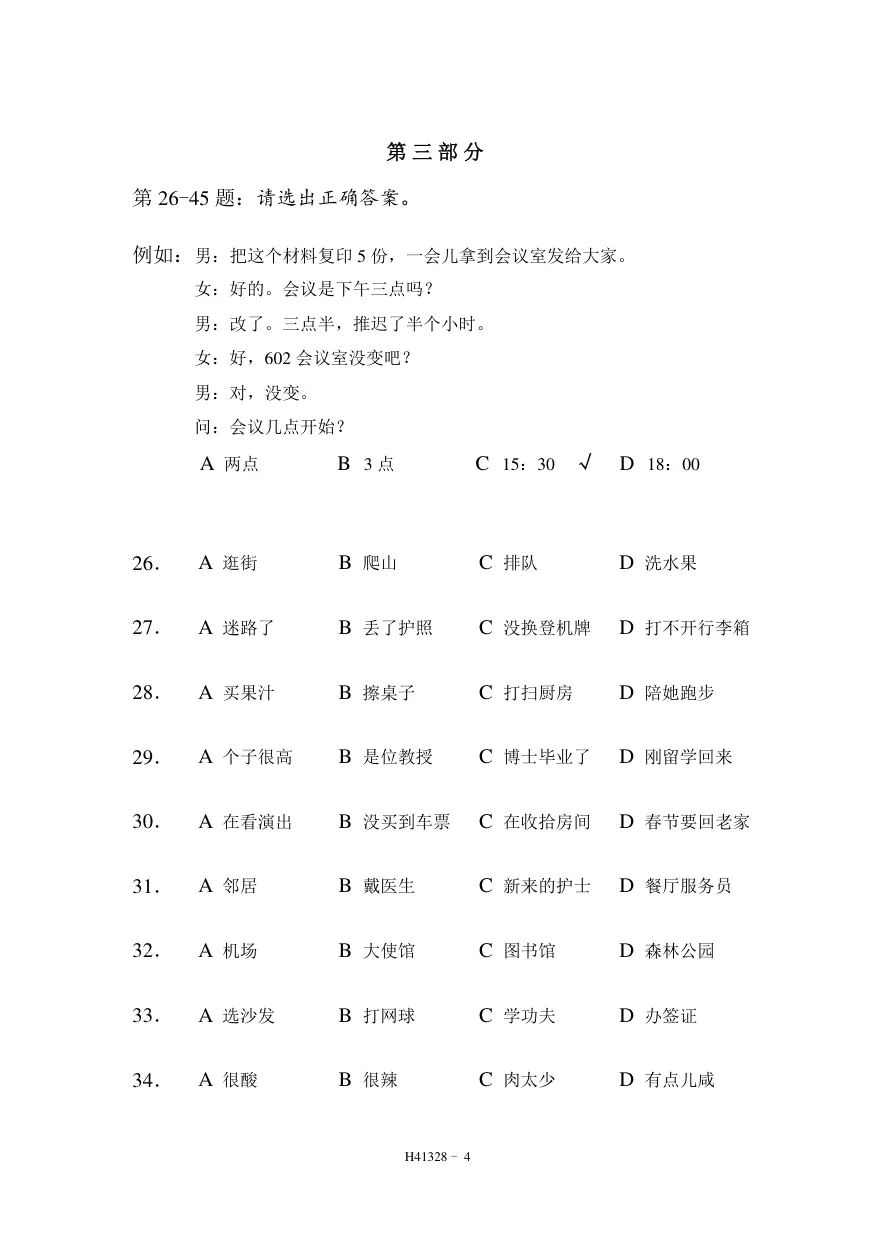 第三部分
第 26-45 题：请选出正确答案。
例如：男：把这个材料复印 5 份，一会儿拿到会议室发给大家。
女：好的。会议是下午三点吗？
男：改了。三点半，推迟了半个小时。
女：好，602 会议室没变吧？
男：对，没变。
问：会议几点开始？
A 两点 B 3 点 C 15：30 √ D 18：00
26． A 逛街 B 爬山 C 排队 D 洗水果
27． A 迷路了 B 丢了护照 C 没换登机牌 D 打不开行李箱
28． A 买果汁 B 擦桌子 C 打扫厨房 D 陪她跑步
29． A 个子很高 B 是位教授 C 博士毕业了 D 刚留学回来
30． A 在看演出 B 没买到车票 C 在收拾房间 D 春节要回老家
31． A 邻居 B 戴医生 C 新来的护士 D 餐厅服务员
32． A 机场 B 大使馆 C 图书馆 D 森林公园
33． A 选沙发 B 打网球 C 学功夫 D 办签证
34． A 很酸 B 很辣 C 肉太少 D 有点儿咸
H41328 - 4